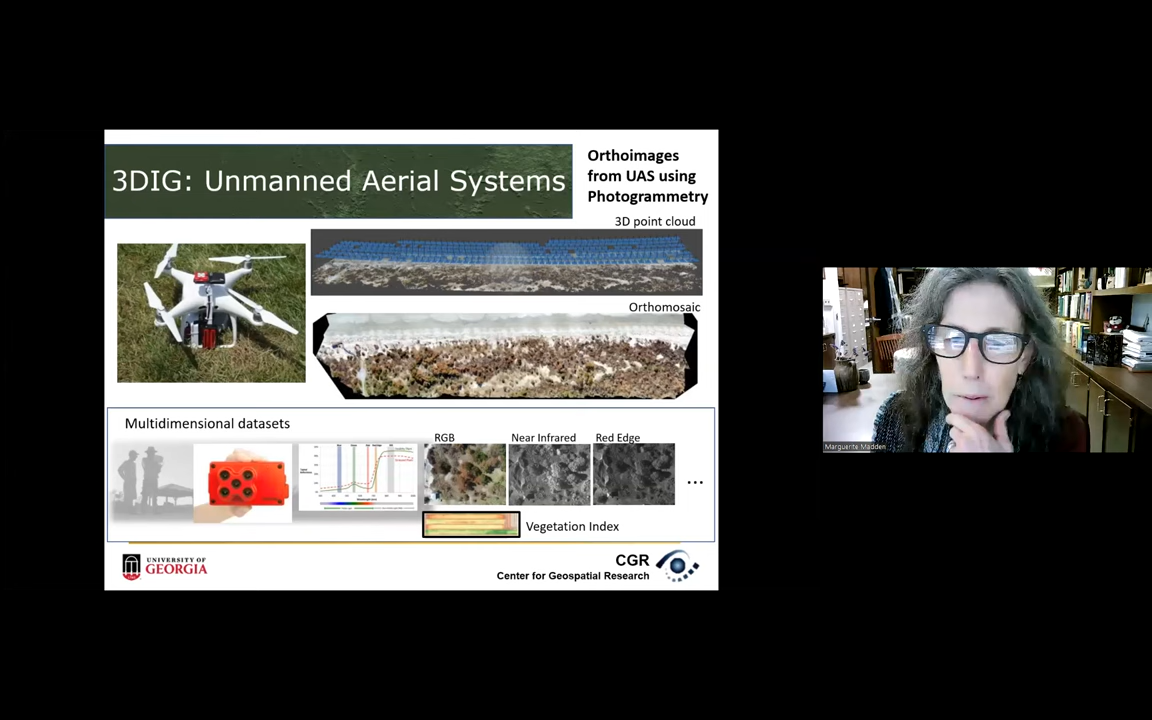 3DIG: Unmanned Aerial Systems
Orthoimages
from UAS using
Photogrammetry
3D point cloud
Orthomosaic
Multidimensional datasets
RGB
Near Infrared
Red Edge
...
Vegetation Index
UNIVERSITY OF
GEORGIA
CGR
Center for Geospatial Research
Marguerite Madden